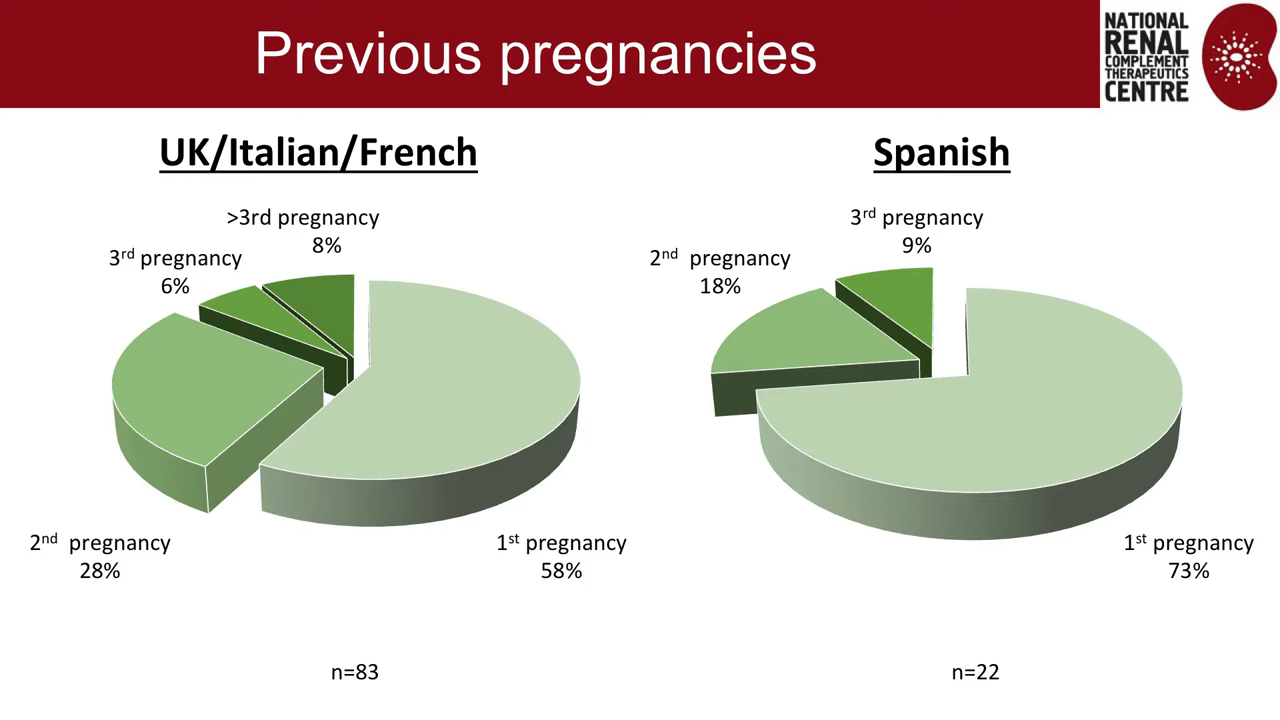 Previous pregnancies
NATIONAL
RENAL
COMPLEMENT
THERAPEUTICS
CENTRE
UK/Italian/French
>3rd pregnancy
8%
3rd pregnancy
6%
2nd pregnancy
28%
1st pregnancy
58%
n=83
Spanish
3rd pregnancy
9%
2nd pregnancy
18%
1st pregnancy
73%
n=22